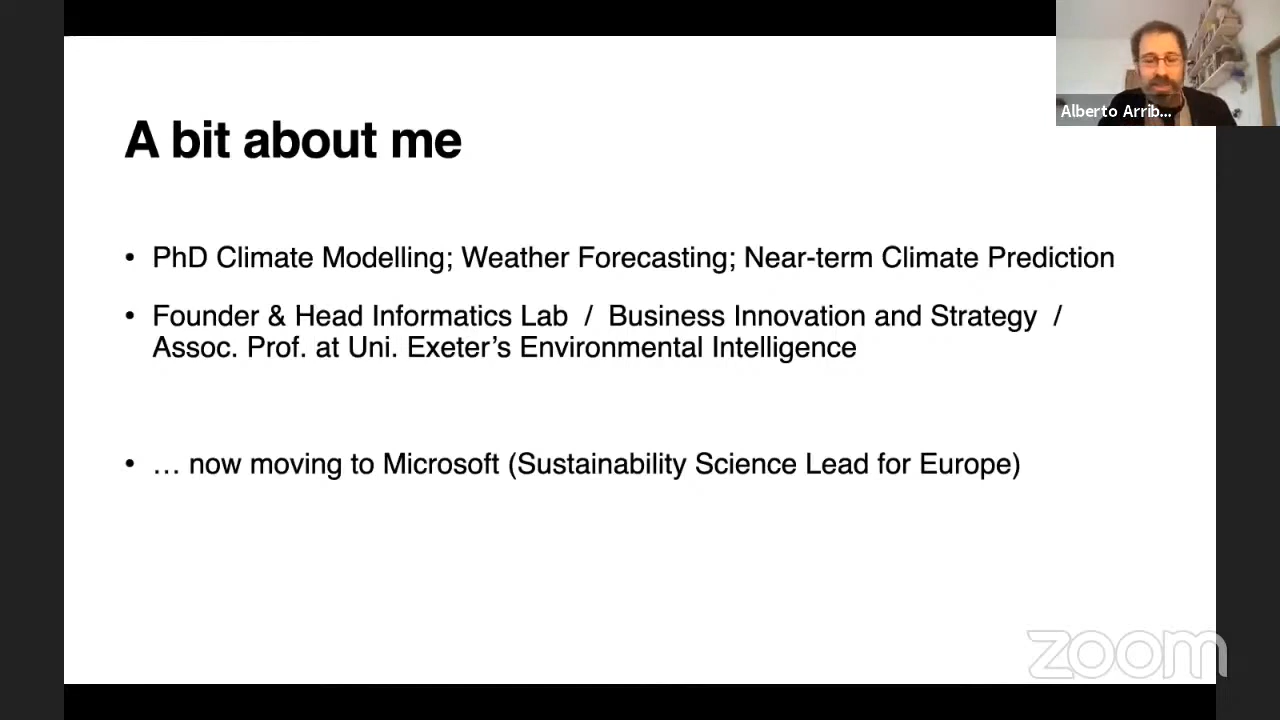 Alberto Arrib...
A bit about me
• PhD Climate Modelling; Weather Forecasting; Near-term Climate Prediction
• Founder & Head Informatics Lab / Business Innovation and Strategy /
Assoc. Prof. at Uni. Exeter’s Environmental Intelligence
• … now moving to Microsoft (Sustainability Science Lead for Europe)
zoom